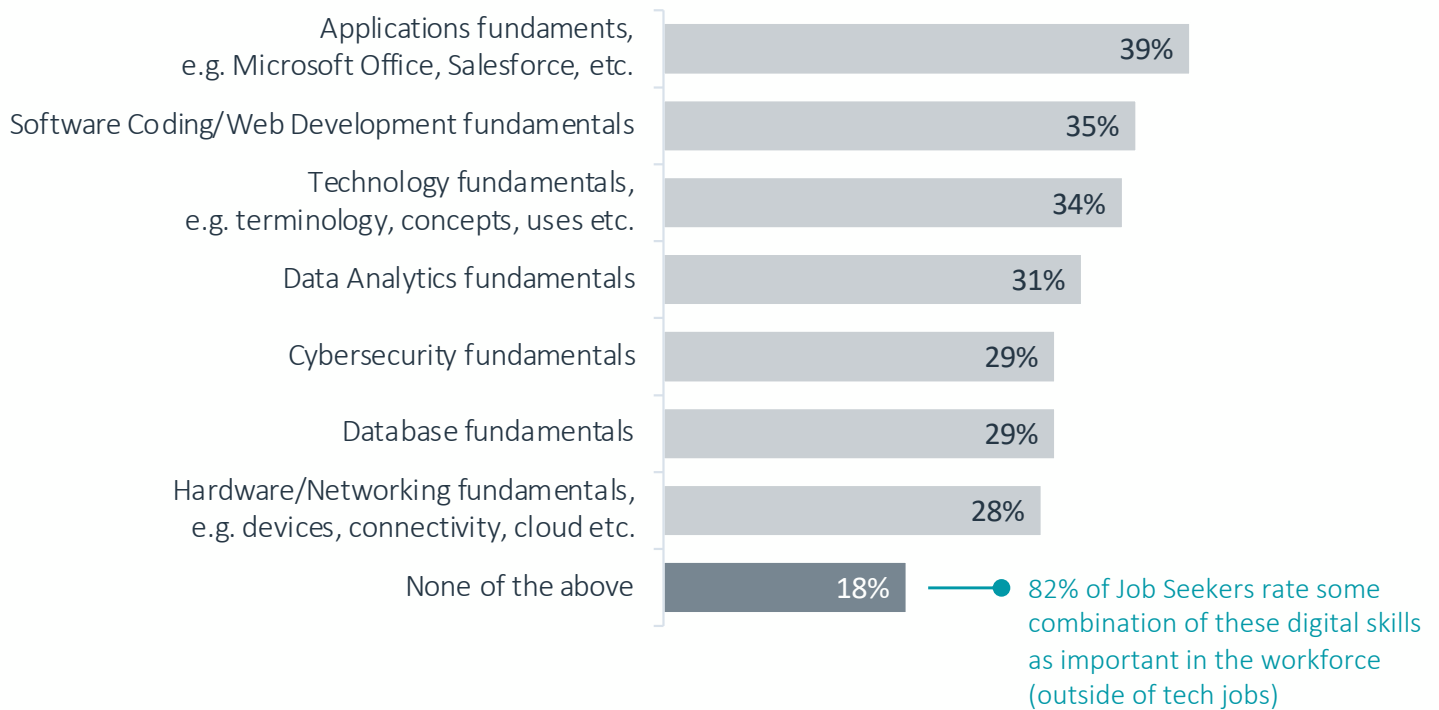 Applications fundaments,
e.g. Microsoft Office, Salesforce, etc.
39%
Software Coding/Web Development fundamentals
35%
Technology fundamentals,
e.g. terminology, concepts, uses etc.
34%
Data Analytics fundamentals
31%
Cybersecurity fundamentals
29%
Database fundamentals
29%
Hardware/Networking fundamentals,
e.g. devices, connectivity, cloud etc.
28%
None of the above
18%
82% of Job Seekers rate some
combination of these digital skills
as important in the workforce
(outside of tech jobs)